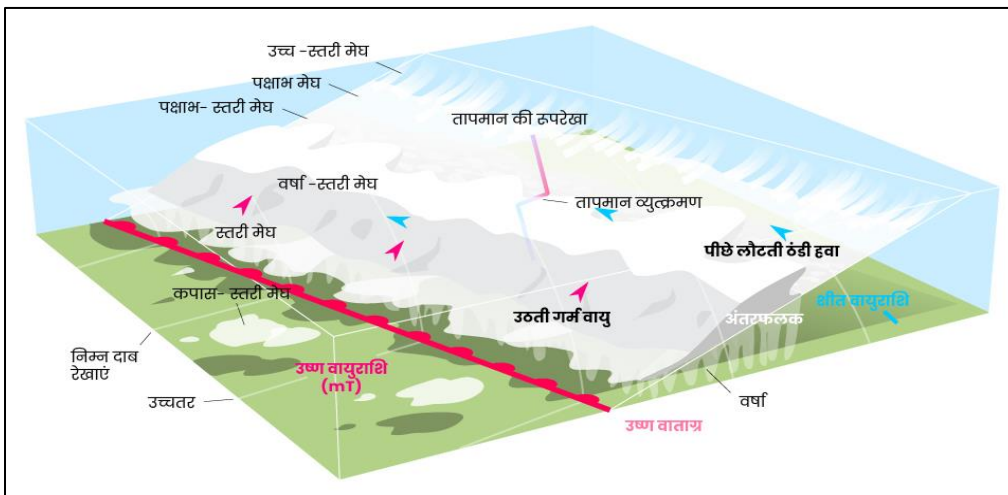 उच्च -स्तरी मेघ
पक्षाभ मेघ
पक्षाभ- स्तरी मेघ
तापमान की रूपरेखा
वर्षा -स्तरी मेघ
तापमान व्युत्क्रमण
स्तरी मेघ
पीछे लौटती ठंडी हवा
कपास- स्तरी मेघ
शीत वायुराशि
उठती गर्म वायु
अंतरफलक
निम्न दाब
रेखाएं
उष्ण वायुराशि
(mT)
उच्चतर
वर्षा
उष्ण वाताग्र